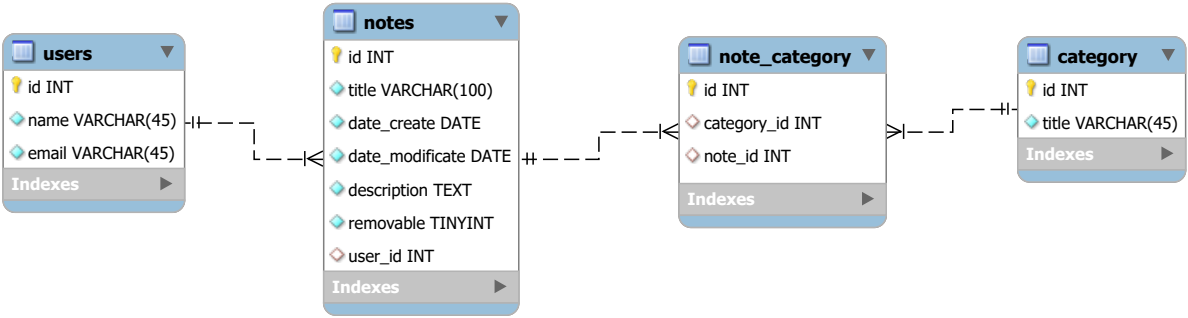 users
id INT
name VARCHAR(45)
email VARCHAR(45)
Indexes
notes
id INT
title VARCHAR(100)
date_create DATE
date_modificate DATE
description TEXT
removable TINYINT
user_id INT
Indexes
note_category
id INT
category_id INT
note_id INT
Indexes
category
id INT
title VARCHAR(45)
Indexes